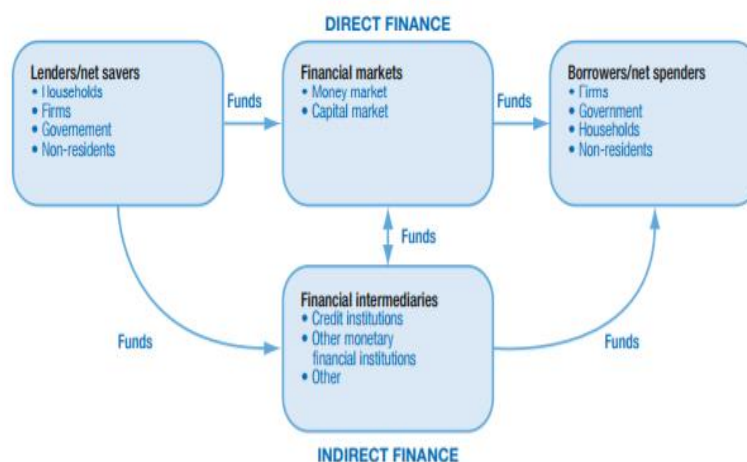 DIRECT FINANCE
Lenders/net savers
• Households
• Firms
• Governement
• Non-residents
Funds
Financial markets
• Money market
• Capital market
Funds
Borrowers/net spenders
• Firms
• Government
• Households
• Non-residents
Funds
Financial intermediaries
• Credit institutions
• Other monetary
financial institutions
• Other
Funds
Funds
INDIRECT FINANCE